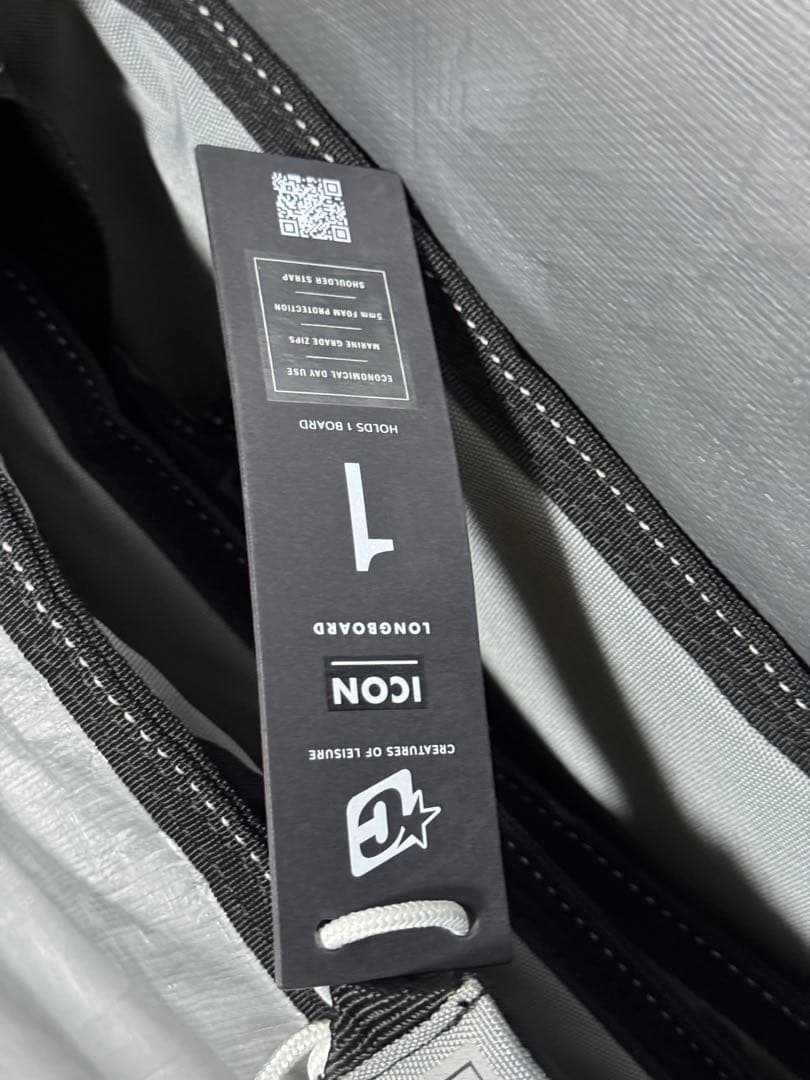 CREATURES OF LEISURE
ICON
LONGBOARD
1
HOLDS 1 BOARD
ECONOMICAL DAY USE
MARINE GRADE ZIPS
5mm FOAM PROTECTION
SHOULDER STRAP